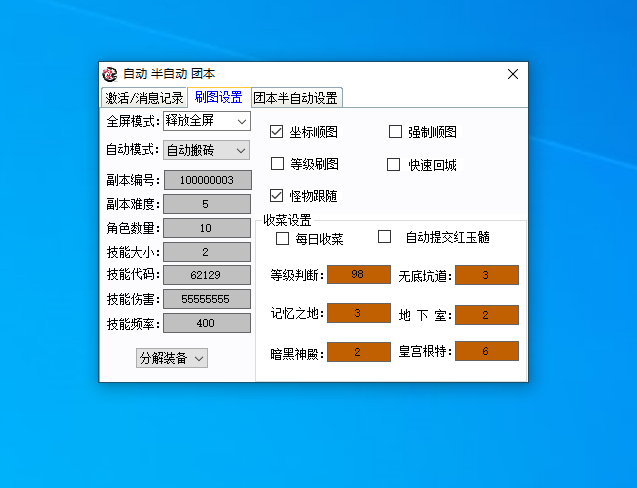 自动 半自动 团本
激活/消息记录 刷图设置 团本半自动设置
全屏模式: 释放全屏
自动模式: 自动搬砖
副本编号: 100000003
副本难度: 5
角色数量: 10
技能大小: 2
技能代码: 62129
技能伤害: 55555555
技能频率: 400
分解装备
坐标顺图 强制顺图
等级刷图 快速回城
怪物跟随
收菜设置
每日收菜 自动提交红玉髓
等级判断: 98 无底坑道: 3
记忆之地: 3 地 下 室: 2
暗黑神殿: 2 皇宫根特: 6